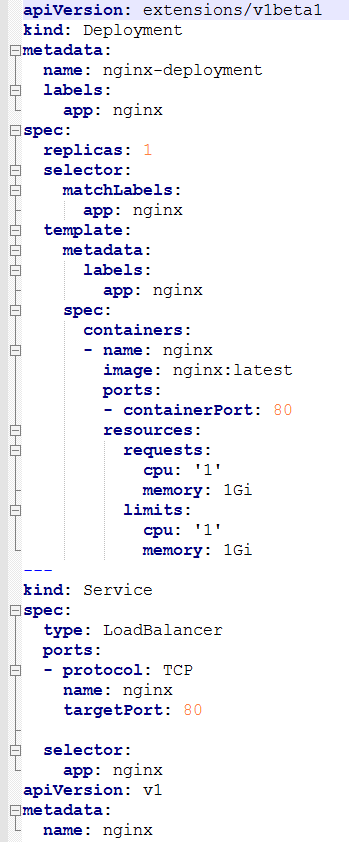 apiVersion: extensions/v1beta1
kind: Deployment
metadata:
  name: nginx-deployment
  labels:
    app: nginx
spec:
  replicas: 1
  selector:
    matchLabels:
      app: nginx
  template:
    metadata:
      labels:
        app: nginx
    spec:
      containers:
      - name: nginx
        image: nginx:latest
        ports:
        - containerPort: 80
        resources:
          requests:
            cpu: '1'
            memory: 1Gi
          limits:
            cpu: '1'
            memory: 1Gi
---
kind: Service
spec:
  type: LoadBalancer
  ports:
  - protocol: TCP
    name: nginx
    targetPort: 80

  selector:
    app: nginx
apiVersion: v1
metadata:
  name: nginx